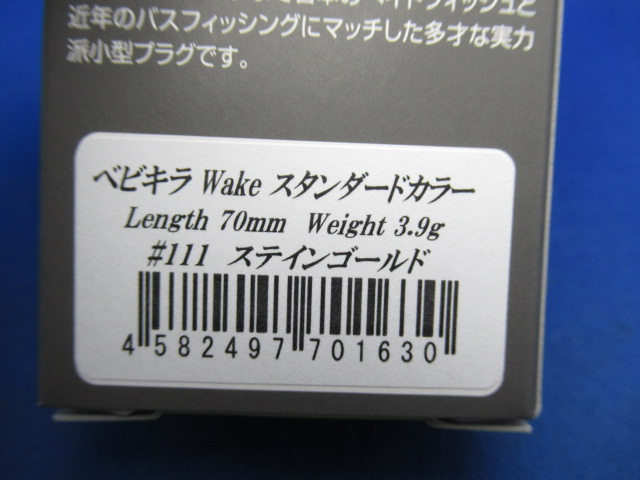 近年のバスフィッシングにマッチした多才な実力
派小型プラグです。
ベビキラ Wake スタンダードカラー
Length 70mm Weight 3.9g
#111 ステインゴールド
4 582497 701630